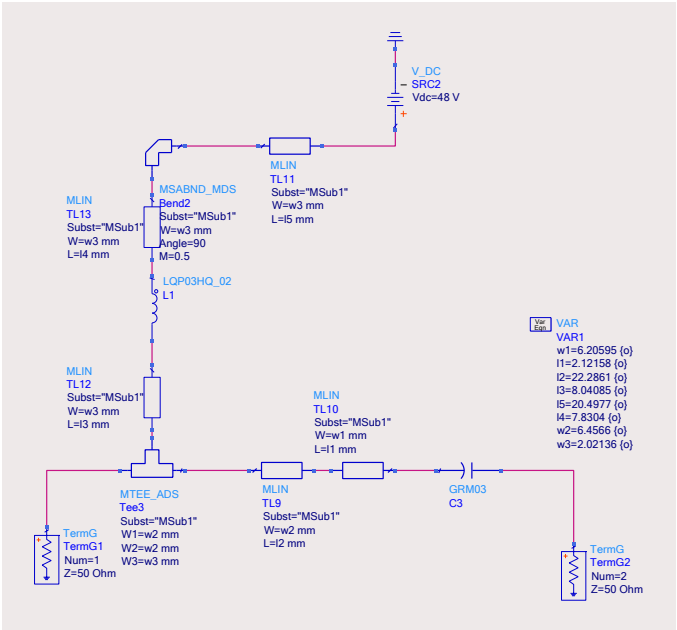 V_DC
SRC2
Vdc=48 V
MLIN
TL11
Subst="MSub1"
W=w3 mm
L=l5 mm
MSABND_MDS
Bend2
Subst="MSub1"
W=w3 mm
Angle=90
M=0.5
MLIN
TL13
Subst="MSub1"
W=w3 mm
L=l4 mm
LQP03HQ_02
L1
Var
Eqn
VAR
VAR1
w1=6.20595 {o}
l1=2.12158 {o}
l2=22.2861 {o}
l3=8.04085 {o}
l5=20.4977 {o}
l4=7.8304 {o}
w2=6.4566 {o}
w3=2.02136 {o}
MLIN
TL12
Subst="MSub1"
W=w3 mm
L=l3 mm
MLIN
TL10
Subst="MSub1"
W=w1 mm
L=l1 mm
MTEE_ADS
Tee3
Subst="MSub1"
W1=w2 mm
W2=w2 mm
W3=w3 mm
MLIN
TL9
Subst="MSub1"
W=w2 mm
L=l2 mm
GRM03
C3
TermG
TermG1
Num=1
Z=50 Ohm
TermG
TermG2
Num=2
Z=50 Ohm